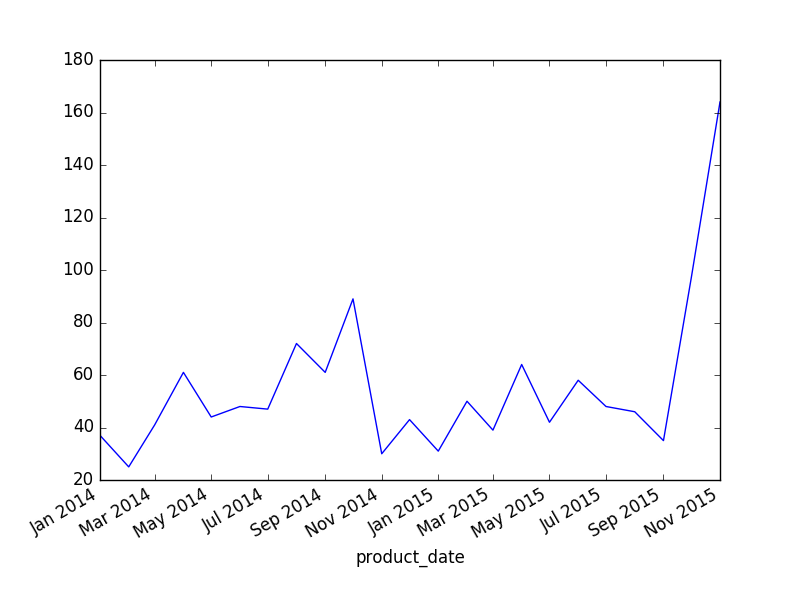 180
160
140
120
100
80
60
40
20
Jan 2014
Mar 2014
May 2014
Jul 2014
Sep 2014
Nov 2014
Jan 2015
Mar 2015
May 2015
Jul 2015
Sep 2015
Nov 2015
product_date